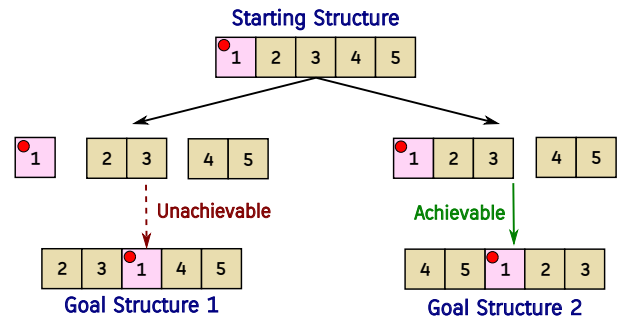 Starting Structure
1 2 3 4 5
1 2 3 4 5 1 2 3 4 5
Unachievable Achievable
2 3 1 4 5 4 5 1 2 3
Goal Structure 1 Goal Structure 2